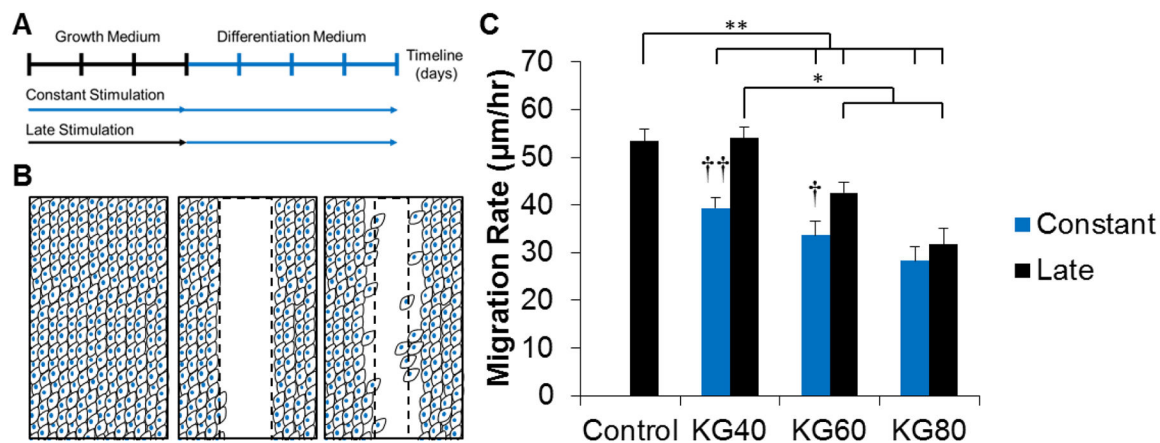 A
Growth Medium
Differentiation Medium
Timeline
(days)
Constant Stimulation
Late Stimulation
B
C
**
*
††
†
Migration Rate (μm/hr)
70
60
50
40
30
20
10
0
Control KG40 KG60 KG80
Constant
Late